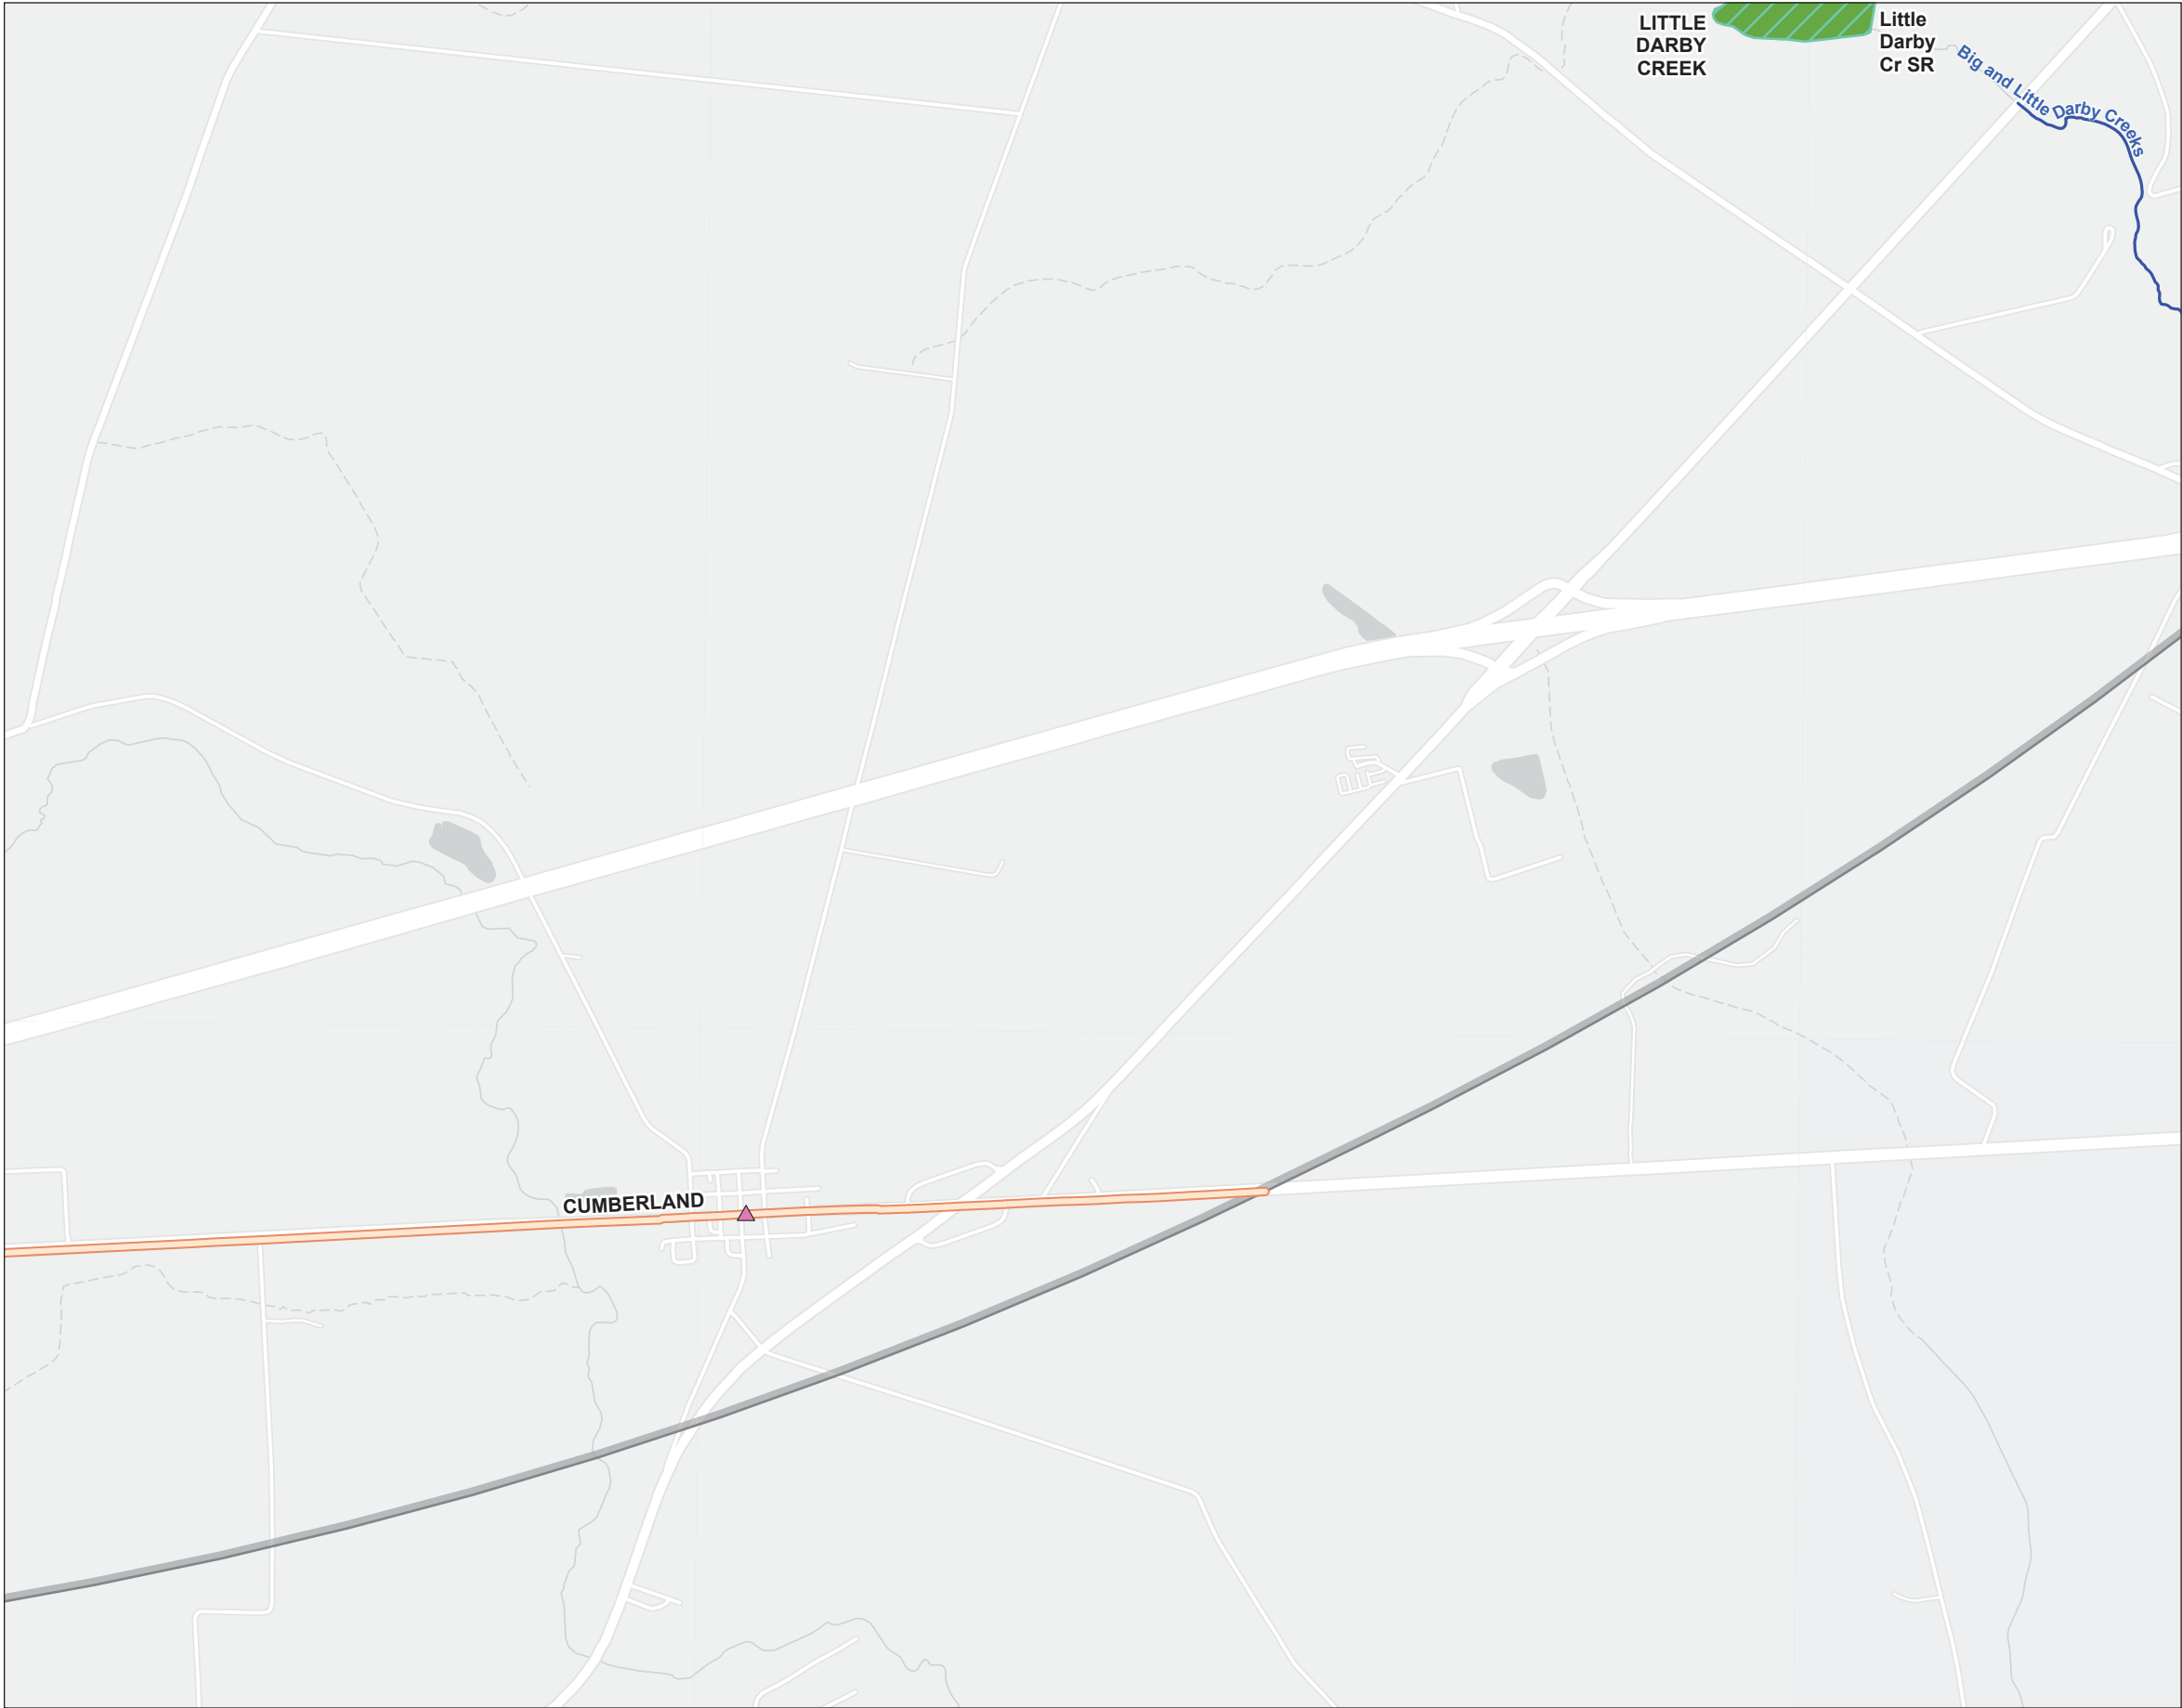 LITTLE
DARBY
CREEK
Little
Darby
Cr SR
Big and Little Darby Creeks
CUMBERLAND